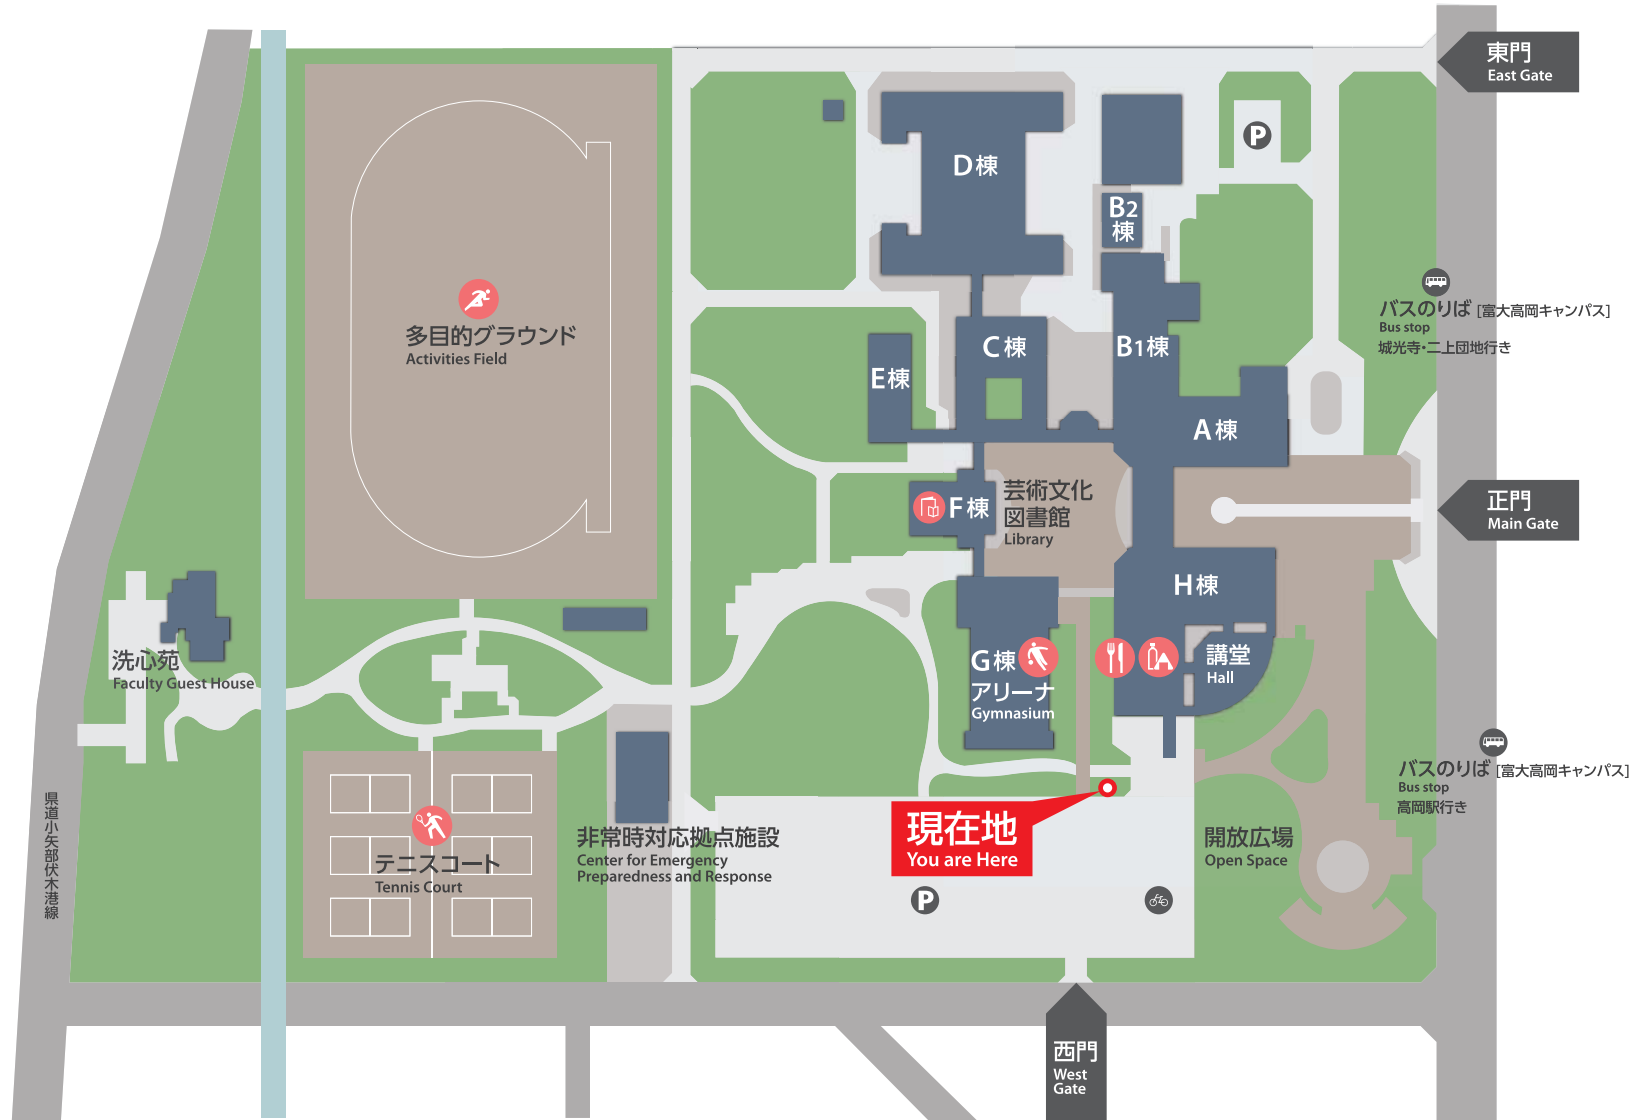 東門
East Gate
P
D棟
B2
棟
バスのりば [富大高岡キャンパス]
Bus stop
城光寺・二上団地行き
多目的グラウンド
Activities Field
C棟
B1棟
E棟
A棟
芸術文化
図書館
Library
F棟
正門
Main Gate
H棟
洗心苑
Faculty Guest House
G棟
アリーナ
Gymnasium
講堂
Hall
バスのりば [富大高岡キャンパス]
Bus stop
高岡駅行き
県道小矢部伏木港線
テニスコート
Tennis Court
非常時対応拠点施設
Center for Emergency
Preparedness and Response
現在地
You are Here
開放広場
Open Space
P
西門
West
Gate